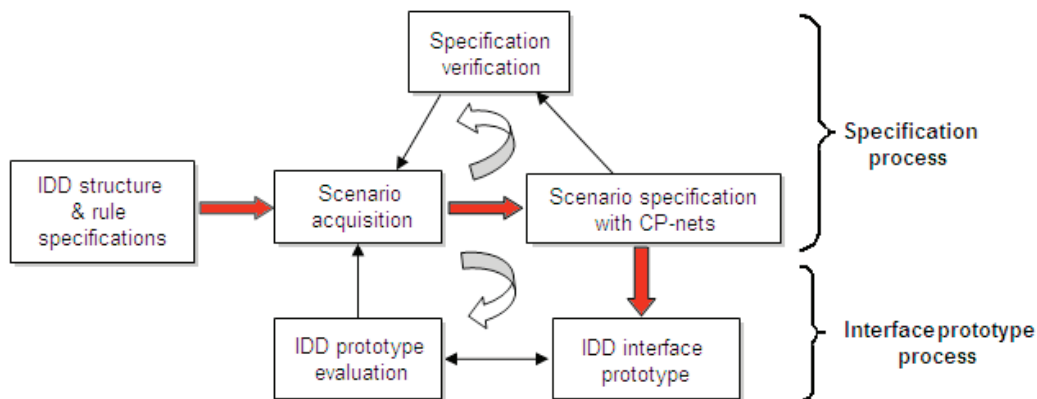 Specification
verification
Specification
process
IDD structure
& rule
specifications
Scenario
acquisition
Scenario specification
with CP-nets
IDD prototype
evaluation
IDD interface
prototype
Interface prototype
process